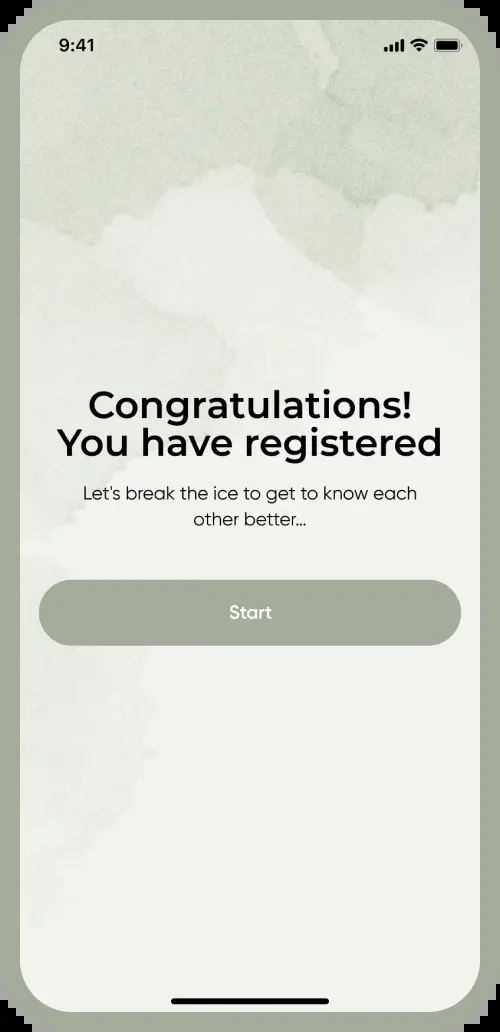 9:41
Congratulations!
You have registered
Let's break the ice to get to know each
other better...
Start